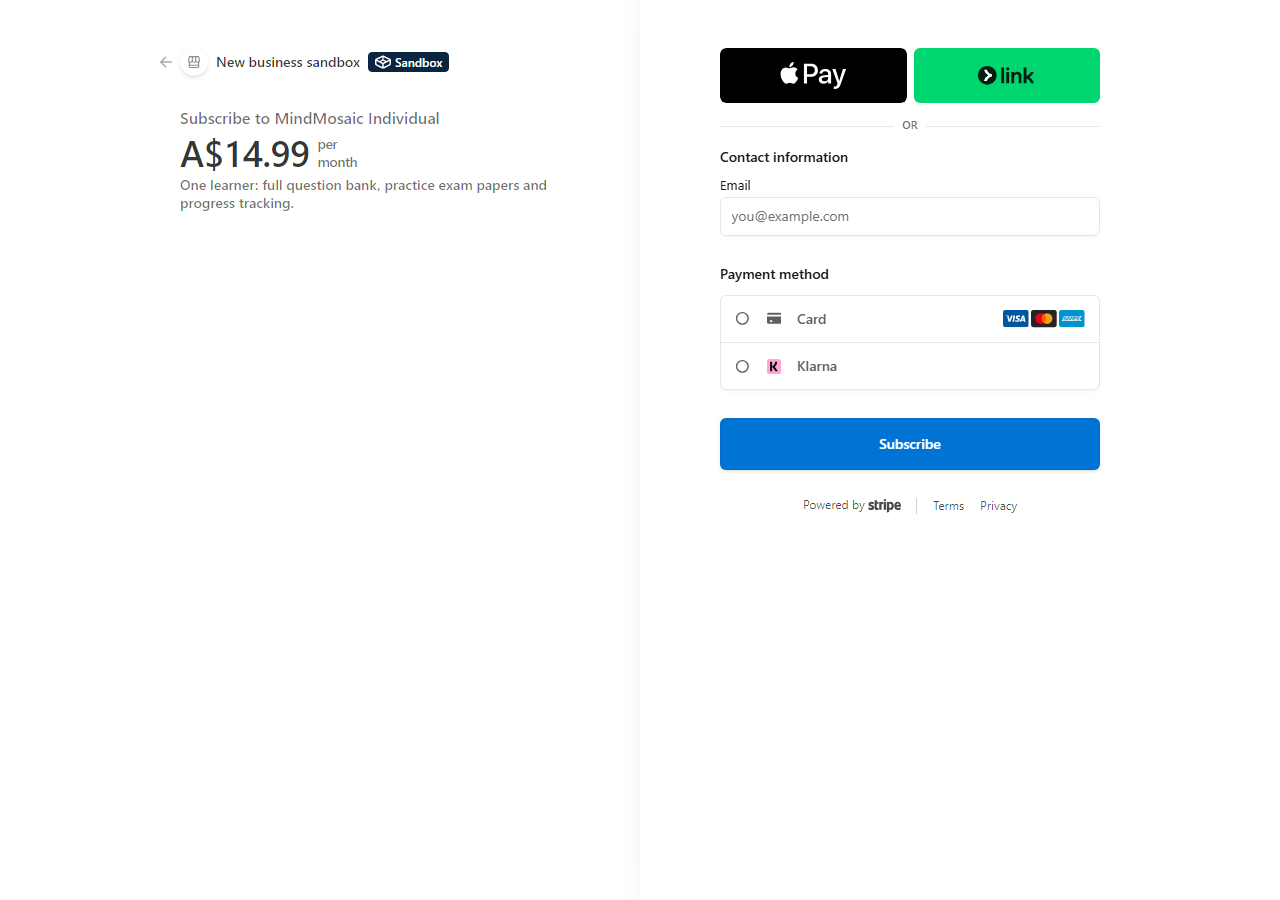 New business sandbox
Sandbox
Subscribe to MindMosaic Individual
A$14.99
per
month
One learner: full question bank, practice exam papers and
progress tracking.
Pay
link
OR
Contact information
Email
you@example.com
Payment method
Card
VISA
Klarna
K
Subscribe
Powered by stripe
Terms
Privacy